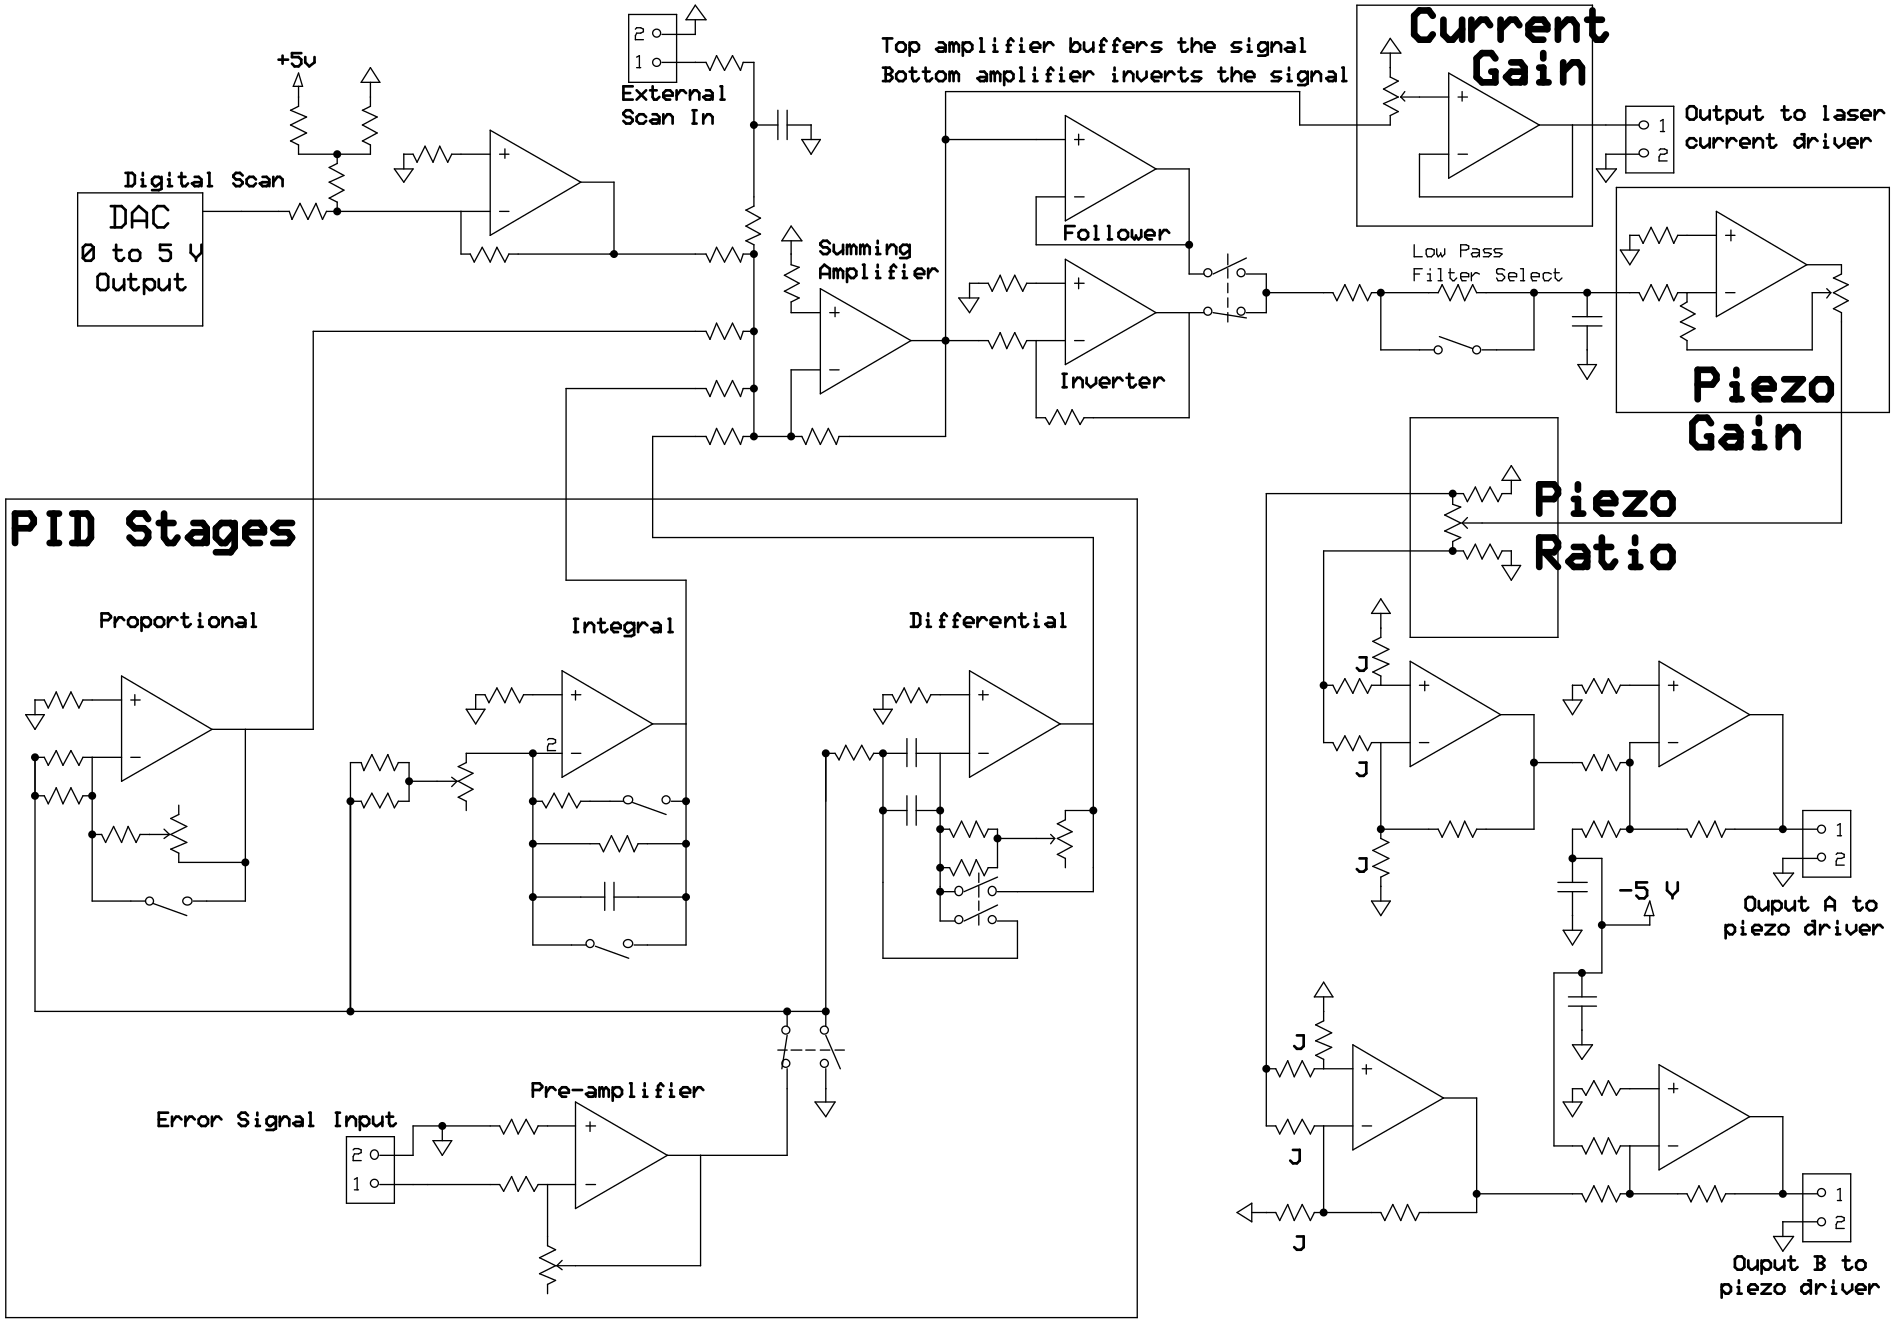 +5v
2
1
External
Scan In
Top amplifier buffers the signal
Bottom amplifier inverts the signal
Current
Gain
+
-
1
2
Output to laser
current driver
Digital Scan
DAC
0 to 5 V
Output
+
-
Summing
Amplifier
+
-
+
-
Follower
+
-
Inverter
Low Pass
Filter Select
+
-
Piezo
Gain
Piezo
Ratio
PID Stages
Proportional
+
-
Integral
+
2
-
Differential
+
-
Pre-amplifier
Error Signal Input
2
1
+
-
J
J
J
+
-
+
-
1
2
-5 V
Ouput A to
piezo driver
J
J
J
+
-
+
-
1
2
Ouput B to
piezo driver